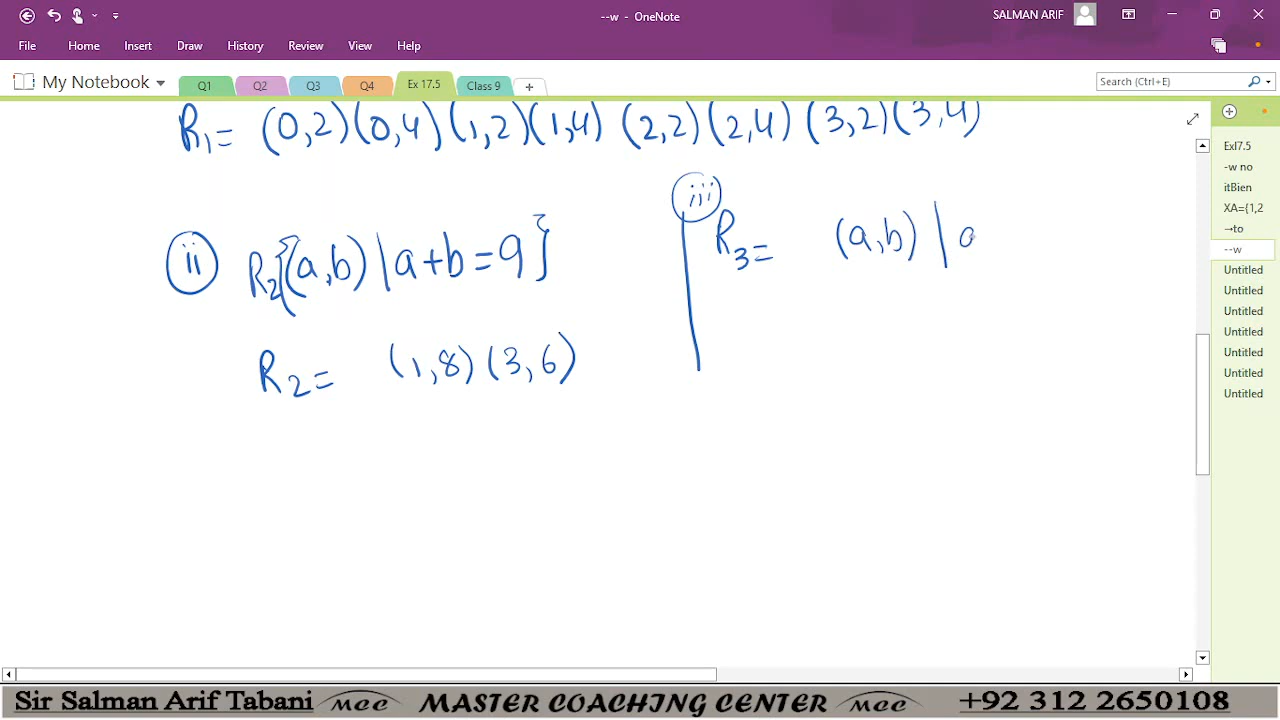 --w - OneNote
SALMAN ARIF
File Home Insert Draw History Review View Help
My Notebook
Q1 Q2 Q3 Q4 Ex 17.5 Class 9 +
Search (Ctrl+E)
R1= (0,2)(0,4)(1,2)(1,4)(2,2)(2,4)(3,2)(3,4)
ii R2{(a,b)|a+b=9}
R2= (1,8)(3,6)
iii
R3= (a,b)|a
ExI7.5
-w no
itBien
XA={1,2
→to
--w
Untitled
Untitled
Untitled
Untitled
Untitled
Untitled
Untitled
Sir Salman Arif Tabani mcc MASTER COACHING CENTER mcc +92 312 2650108